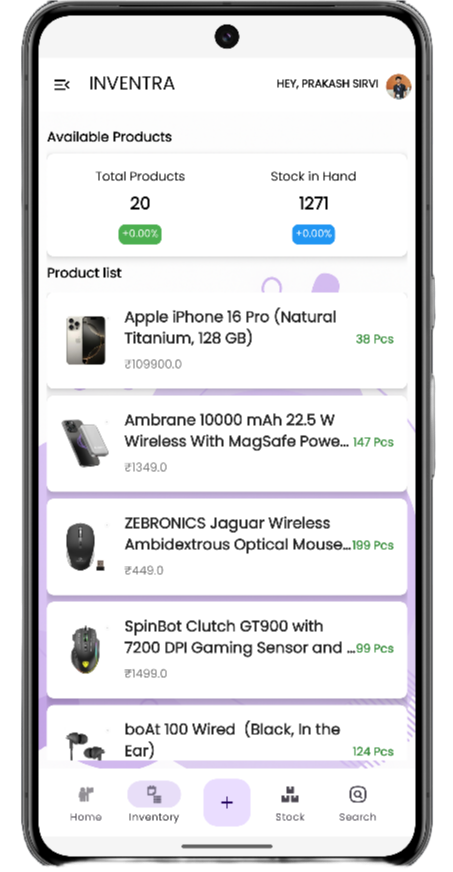 INVENTRA
HEY, PRAKASH SIRVI
Available Products
Total Products
Stock in Hand
20
1271
+0.00%
+0.00%
Product list
Apple iPhone 16 Pro (Natural
Titanium, 128 GB)
38 Pcs
₹109900.0
Ambrane 10000 mAh 22.5 W
Wireless With MagSafe Powe...
147 Pcs
₹1349.0
ZEBRONICS Jaguar Wireless
Ambidextrous Optical Mouse...
199 Pcs
₹449.0
SpinBot Clutch GT900 with
7200 DPI Gaming Sensor and ...
99 Pcs
₹1499.0
boAt 100 Wired (Black, In the
Ear)
124 Pcs
+
Home
Inventory
Stock
Search